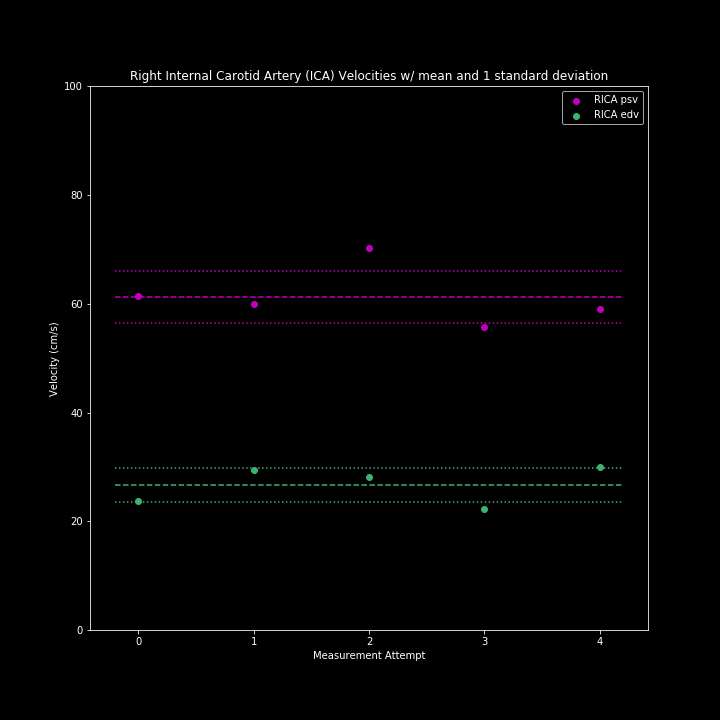 Right Internal Carotid Artery (ICA) Velocities w/ mean and 1 standard deviation
RICA psv
RICA edv
100
80
60
40
20
0
Velocity (cm/s)
0 1 2 3 4
Measurement Attempt